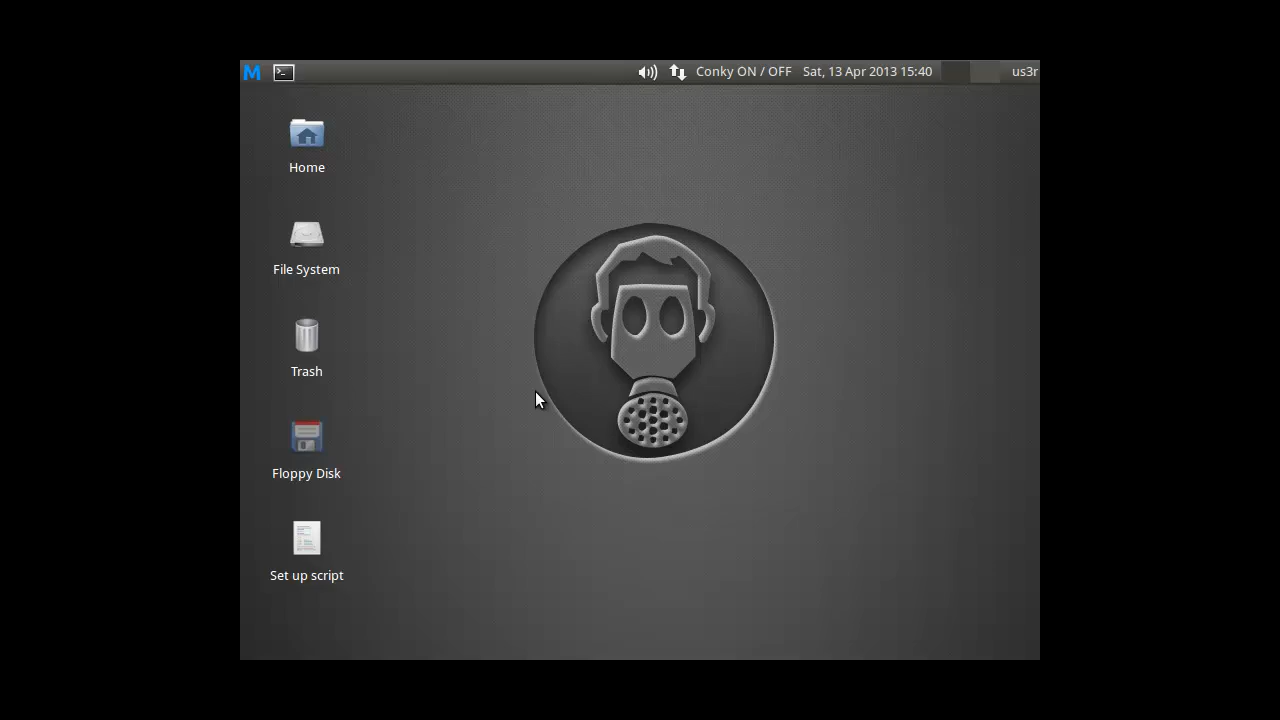 M Conky ON / OFF Sat, 13 Apr 2013 15:40 us3r
Home
File System
Trash
Floppy Disk
Set up script